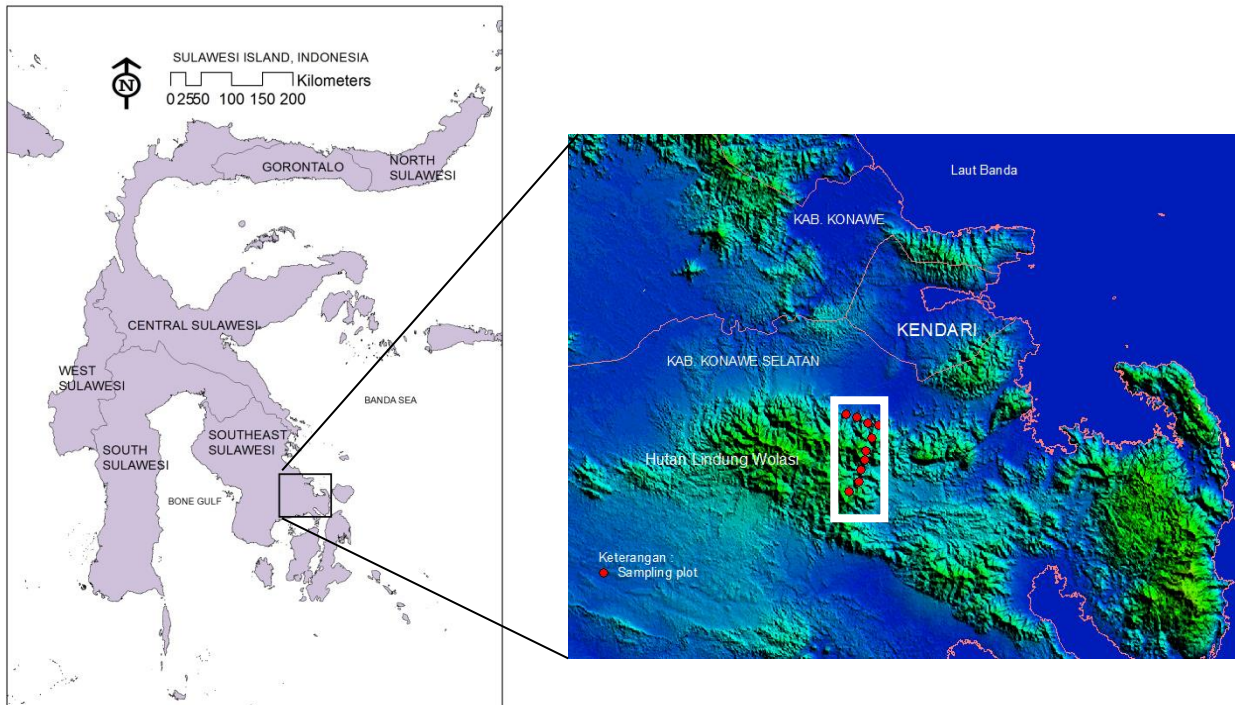 SULAWESI ISLAND, INDONESIA
N
Kilometers
0 25 50 100 150 200
GORONTALO
NORTH
SULAWESI
CENTRAL SULAWESI
WEST
SULAWESI
BANDA SEA
SOUTHEAST
SULAWESI
SOUTH
SULAWESI
BONE GULF
Laut Banda
KAB. KONAWE
KENDARI
KAB. KONAWE SELATAN
Hutan Lindung Wolasi
Keterangan :
Sampling plot